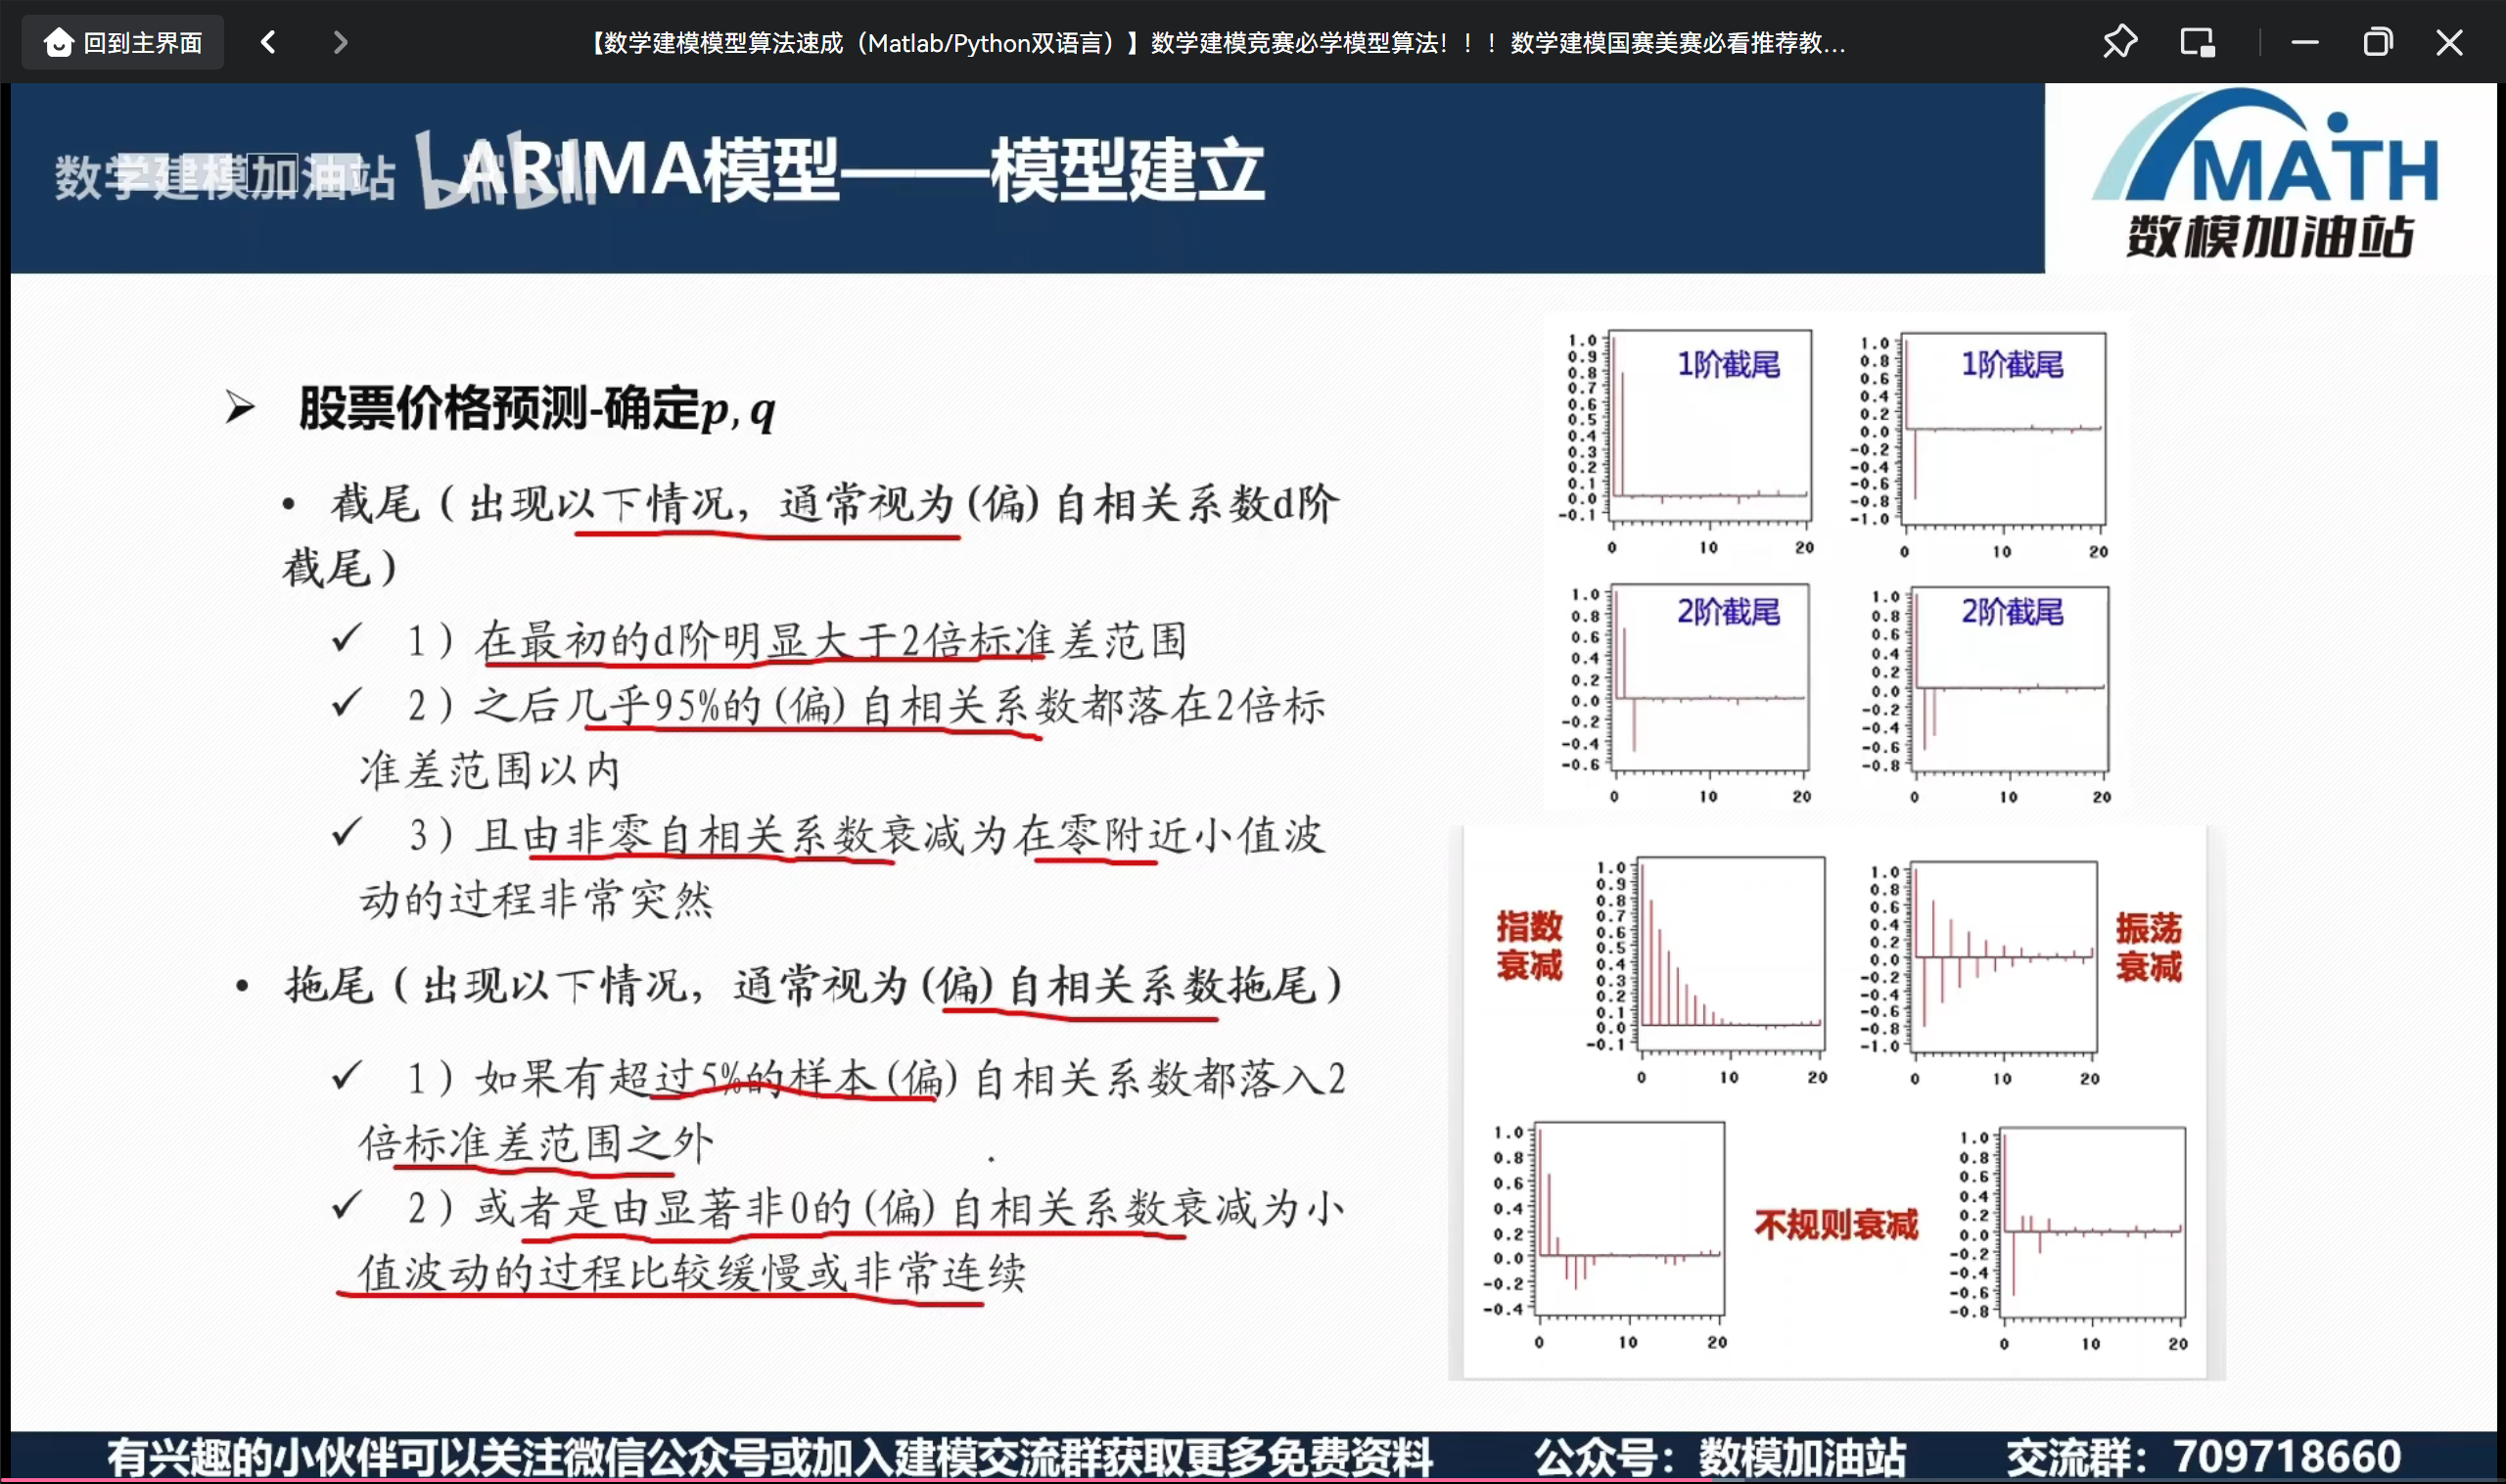 回到主界面
【数学建模模型算法速成（Matlab/Python双语言）】数学建模竞赛必学模型算法！！！数学建模国赛美赛必看推荐教...
数学建模加油站 bilibili
ARIMA模型——模型建立
MATH
数模加油站
➢ 股票价格预测-确定p,q
• 截尾（出现以下情况，通常视为(偏)自相关系数d阶
截尾）
✓ 1）在最初的d阶明显大于2倍标准差范围
✓ 2）之后几乎95%的(偏)自相关系数都落在2倍标
准差范围以内
✓ 3）且由非零自相关系数衰减为在零附近小值波
动的过程非常突然
• 拖尾（出现以下情况，通常视为(偏)自相关系数拖尾）
✓ 1）如果有超过5%的样本(偏)自相关系数都落入2
倍标准差范围之外
✓ 2）或者是由显著非0的(偏)自相关系数衰减为小
值波动的过程比较缓慢或非常连续
1阶截尾
1.0
0.9
0.8
0.7
0.6
0.5
0.4
0.3
0.2
0.1
0.0
-0.1
0 10 20
1阶截尾
1.0
0.8
0.6
0.4
0.2
0.0
-0.2
-0.4
-0.6
-0.8
-1.0
0 10 20
2阶截尾
1.0
0.8
0.6
0.4
0.2
0.0
-0.2
-0.4
-0.6
0 10 20
2阶截尾
1.0
0.8
0.6
0.4
0.2
0.0
-0.2
-0.4
-0.6
-0.8
0 10 20
指数
衰减
1.0
0.9
0.8
0.7
0.6
0.5
0.4
0.3
0.2
0.1
0.0
-0.1
0 10 20
1.0
0.8
0.6
0.4
0.2
0.0
-0.2
-0.4
-0.6
-0.8
-1.0
0 10 20
振荡
衰减
1.0
0.8
0.6
0.4
0.2
0.0
-0.2
-0.4
0 10 20
不规则衰减
1.0
0.8
0.6
0.4
0.2
0.0
-0.2
-0.4
-0.6
-0.8
0 10 20
有兴趣的小伙伴可以关注微信公众号或加入建模交流群获取更多免费资料 公众号：数模加油站 交流群：709718660